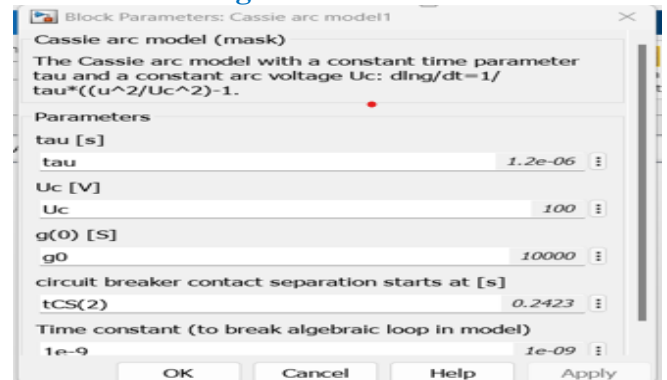 Block Parameters: Cassie arc model1
Cassie arc model (mask)
The Cassie arc model with a constant time parameter
tau and a constant arc voltage Uc: dlng/dt=1/
tau*((u^2/Uc^2)-1.
Parameters
tau [s]
tau 1.2e-06
Uc [V]
Uc 100
g(0) [S]
g0 10000
circuit breaker contact separation starts at [s]
tCS(2) 0.2423
Time constant (to break algebraic loop in model)
1e-9 1e-09
OK Cancel Help Apply